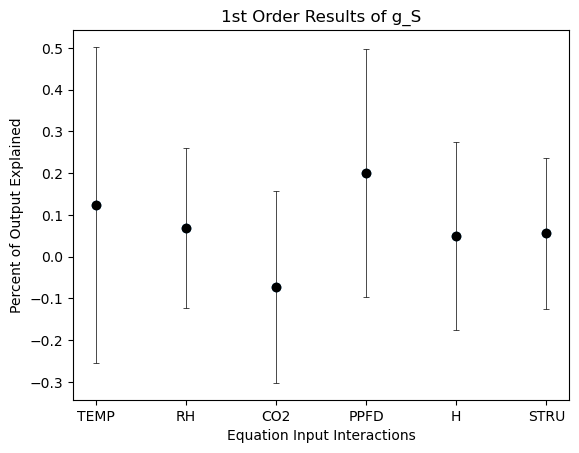 1st Order Results of g_S
Percent of Output Explained
0.5
0.4
0.3
0.2
0.1
0.0
−0.1
−0.2
−0.3
TEMP RH CO2 PPFD H STRU
Equation Input Interactions